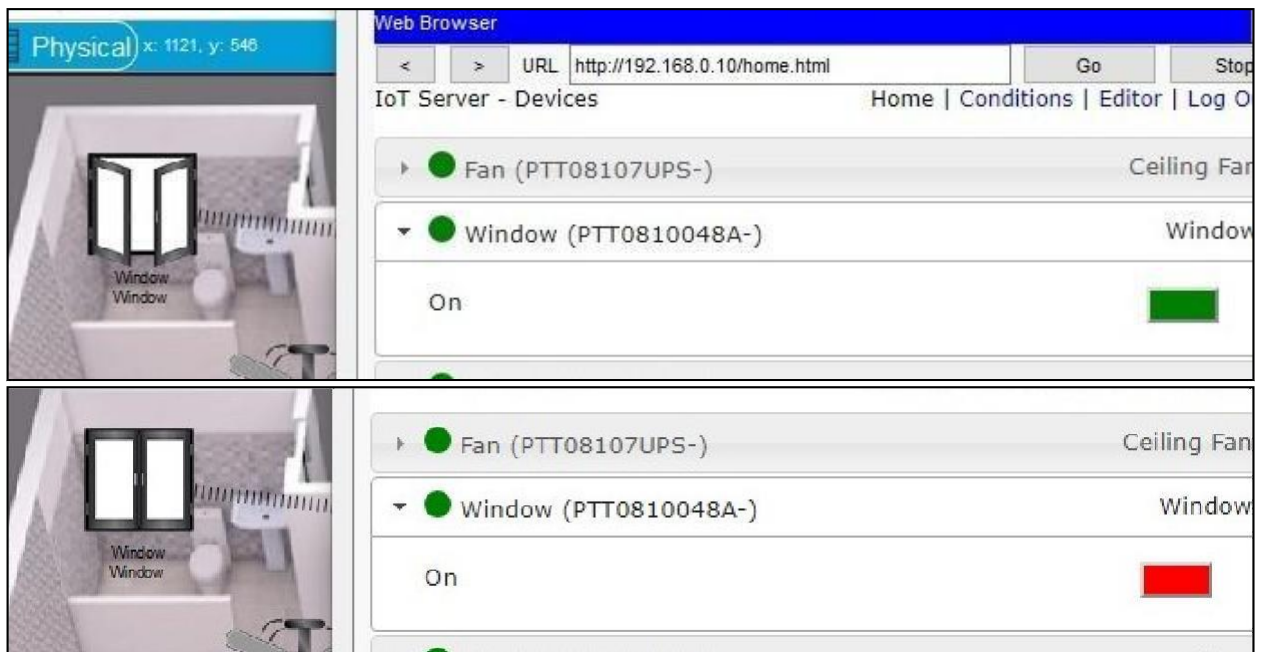 Web Browser
Physical x: 1121, y: 546
< > URL http://192.168.0.10/home.html Go Stop
IoT Server - Devices Home | Conditions | Editor | Log O
Fan (PTT08107UPS-) Ceiling Fan
Window (PTT0810048A-) Window
On
Window
Window
Fan (PTT08107UPS-) Ceiling Fan
Window (PTT0810048A-) Window
On
Window
Window